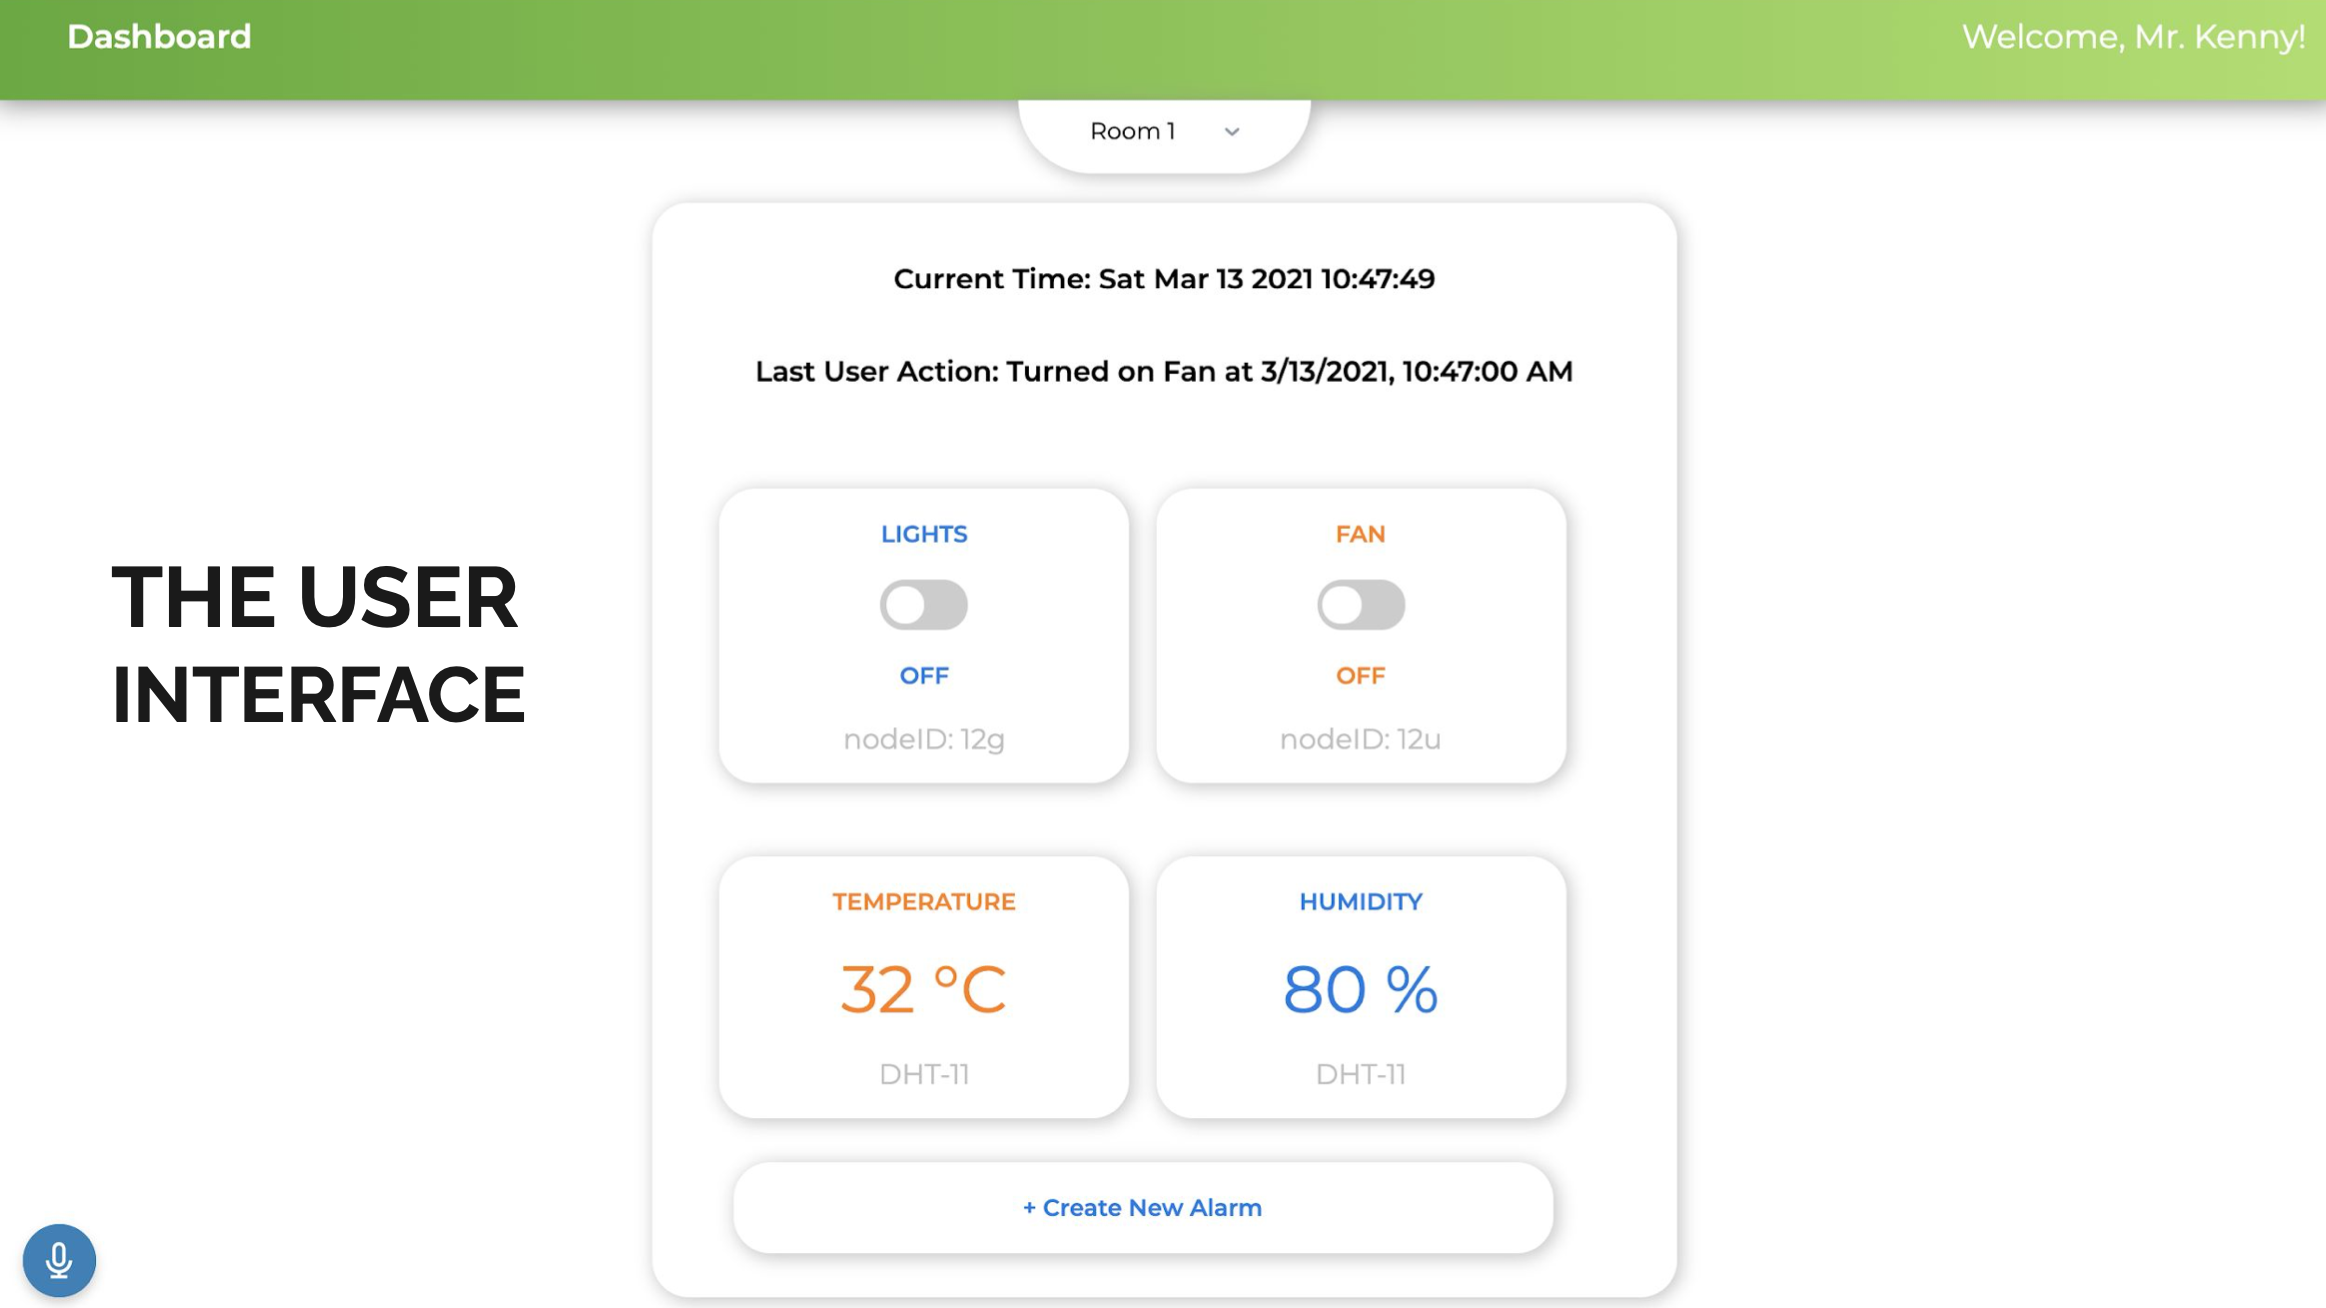 Dashboard
Welcome, Mr. Kenny!
Room 1
Current Time: Sat Mar 13 2021 10:47:49
Last User Action: Turned on Fan at 3/13/2021, 10:47:00 AM
THE USER
INTERFACE
LIGHTS
OFF
nodeID: 12g
FAN
OFF
nodeID: 12u
TEMPERATURE
32 °C
DHT-11
HUMIDITY
80 %
DHT-11
+ Create New Alarm